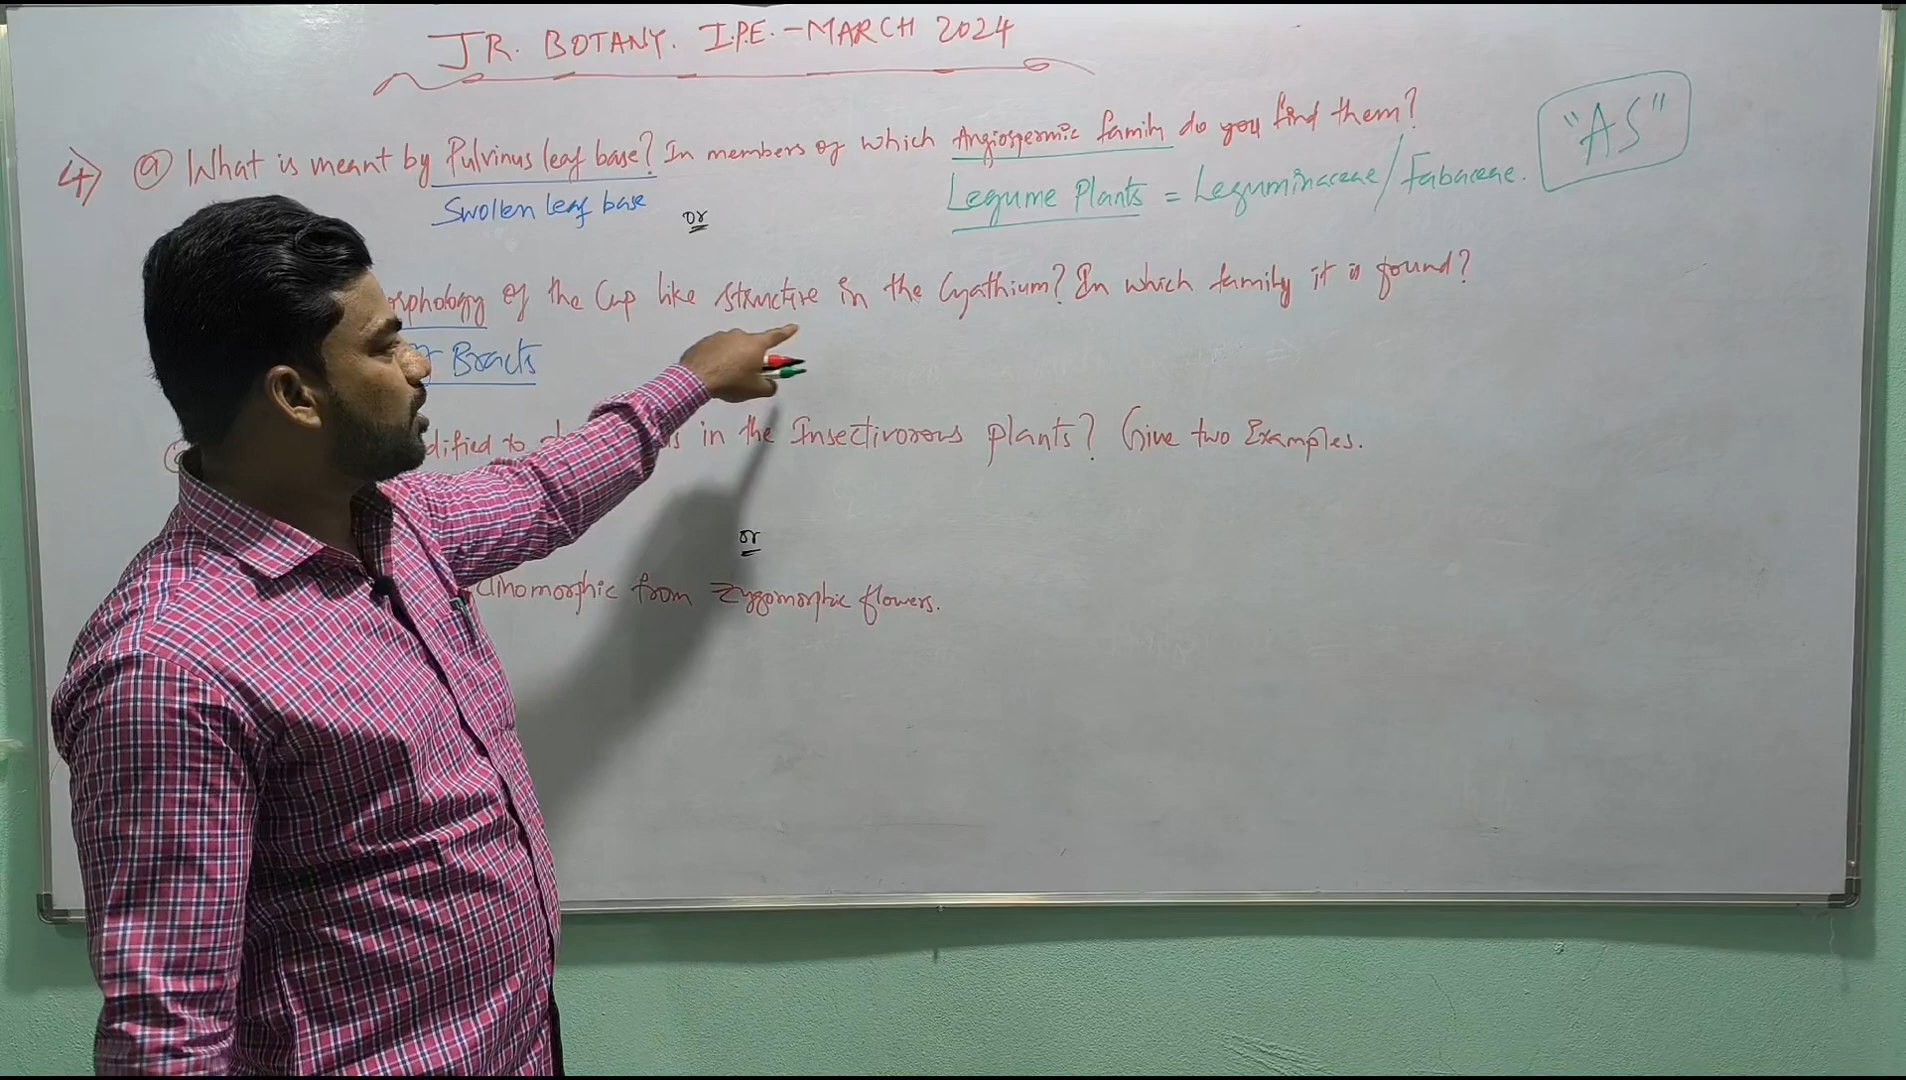 JR. BOTANY. I.P.E. - MARCH 2024
"AS"
4) a) What is meant by Pulvinus leaf base? In members of which Angiospermic family do you find them?
Swollen leaf base
Legume Plants = Leguminaceae/Fabaceae.
or
orphology of the Cup like structure in the Cyathium? In which family it is found?
of Bracts
dified to in the Insectivorous plants? Give two Examples.
or
tinomorphic from Zygomorphic flowers.